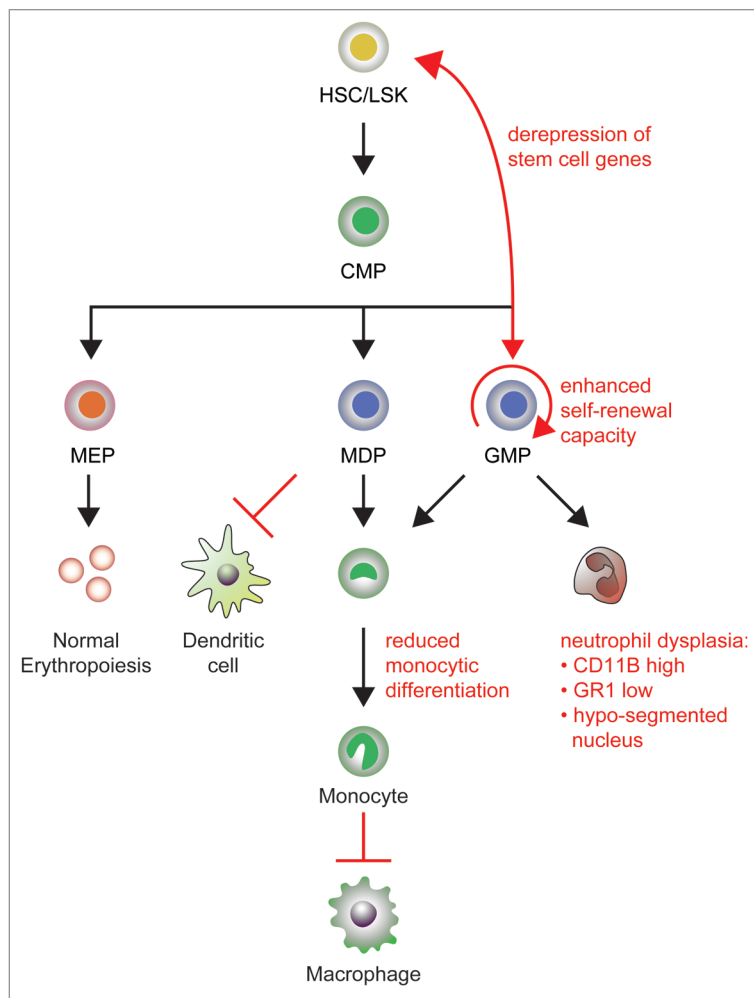 HSC/LSK
derepression of
stem cell genes
CMP
enhanced
self-renewal
capacity
MEP
MDP
GMP
Normal
Erythropoiesis
Dendritic
cell
reduced
monocytic
differentiation
neutrophil dysplasia:
• CD11B high
• GR1 low
• hypo-segmented
nucleus
Monocyte
Macrophage